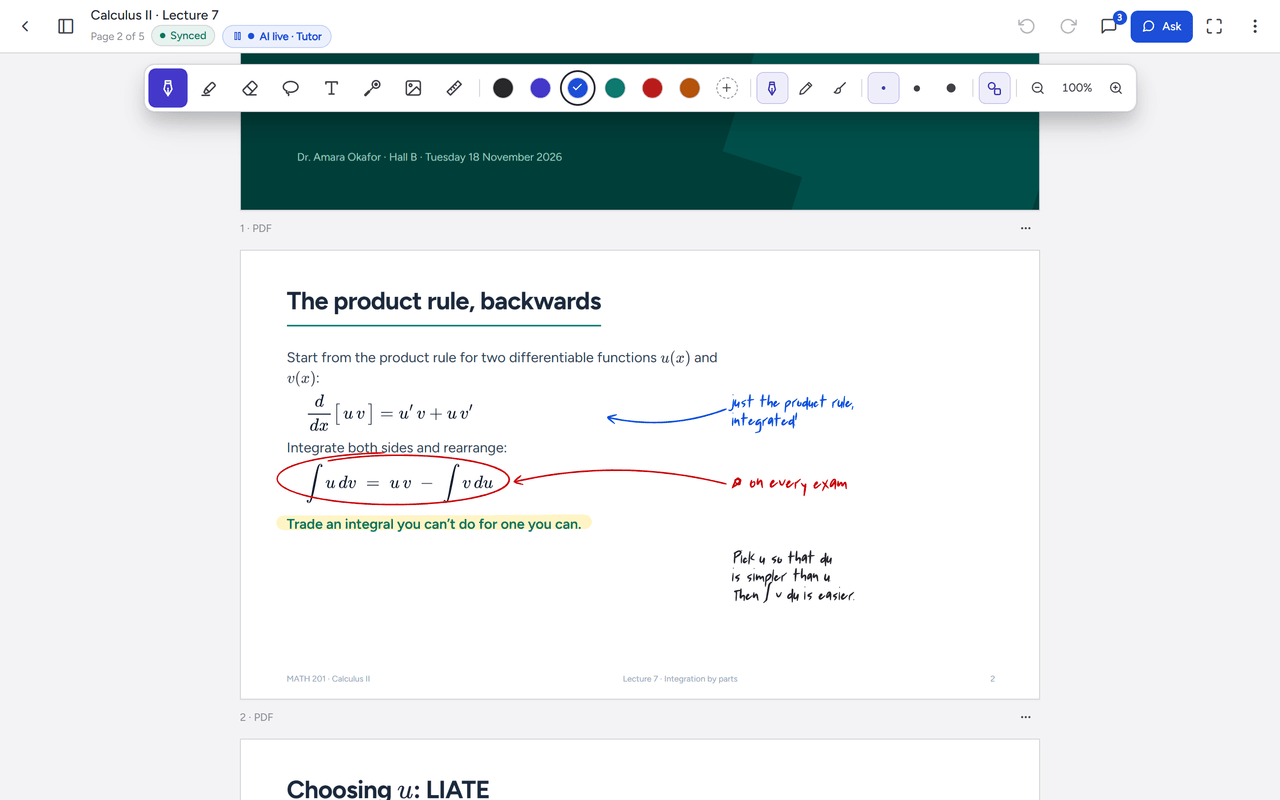 Calculus II · Lecture 7
Page 2 of 5
Synced
AI live · Tutor
3
Ask
100%
Dr. Amara Okafor · Hall B · Tuesday 18 November 2026
1 · PDF
The product rule, backwards
Start from the product rule for two differentiable functions u(x) and
v(x):
d/dx [u v] = u′ v + u v′
just the product rule,
integrated
Integrate both sides and rearrange:
∫ u dv = u v − ∫ v du
on every exam
Trade an integral you can't do for one you can.
Pick u so that du
is simpler than u
Then ∫ v du is easier.
MATH 201 · Calculus II
Lecture 7 · Integration by parts
2
2 · PDF
Choosing u: LIATE